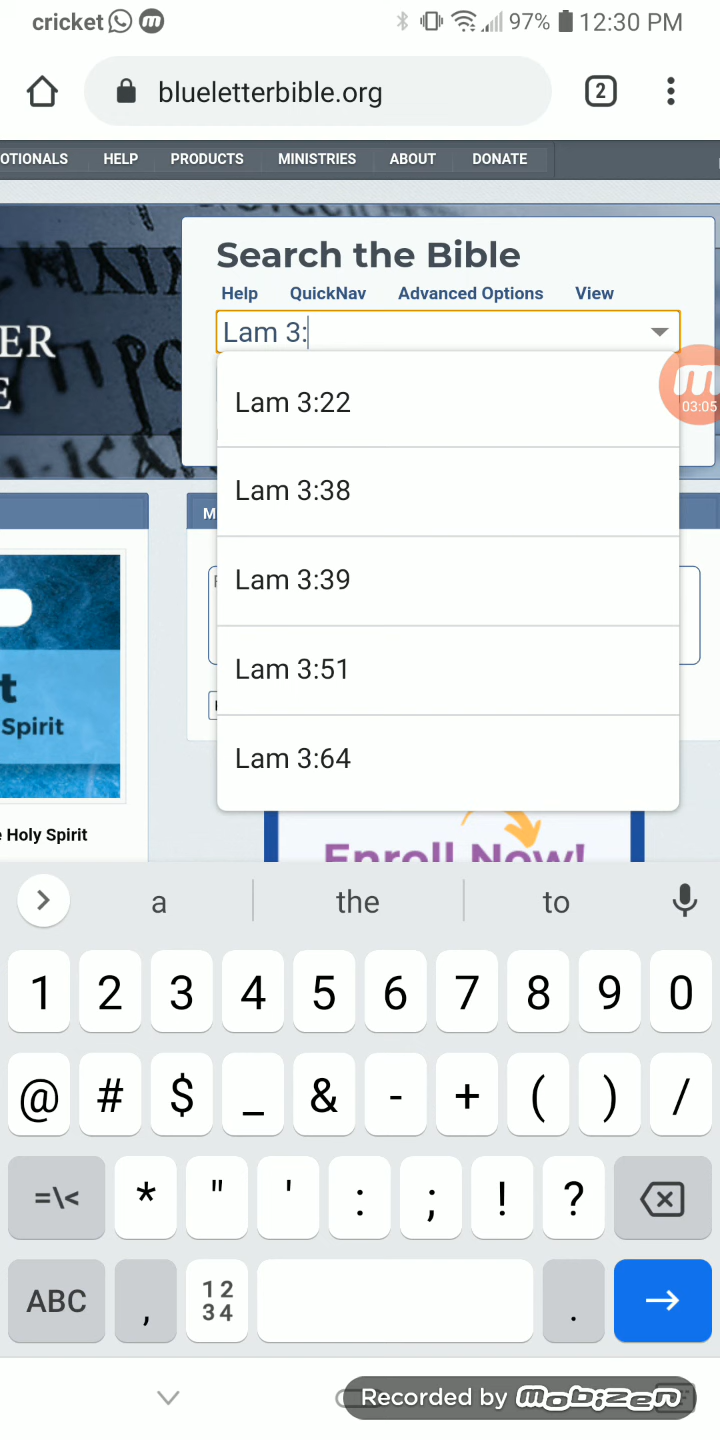 cricket 97% 12:30 PM
blueletterbible.org 2
OTIONALS HELP PRODUCTS MINISTRIES ABOUT DONATE
Search the Bible
Help QuickNav Advanced Options View
ER
E
Lam 3:
03:05
Lam 3:22
Lam 3:38
Lam 3:39
Lam 3:51
Lam 3:64
M
t
Spirit
Holy Spirit
Enroll Now!
a the to
1 2 3 4 5 6 7 8 9 0
@ # $ _ & - + ( ) /
=\< * " ' : ; ! ?
ABC , 12 34 .
Recorded by mobizen